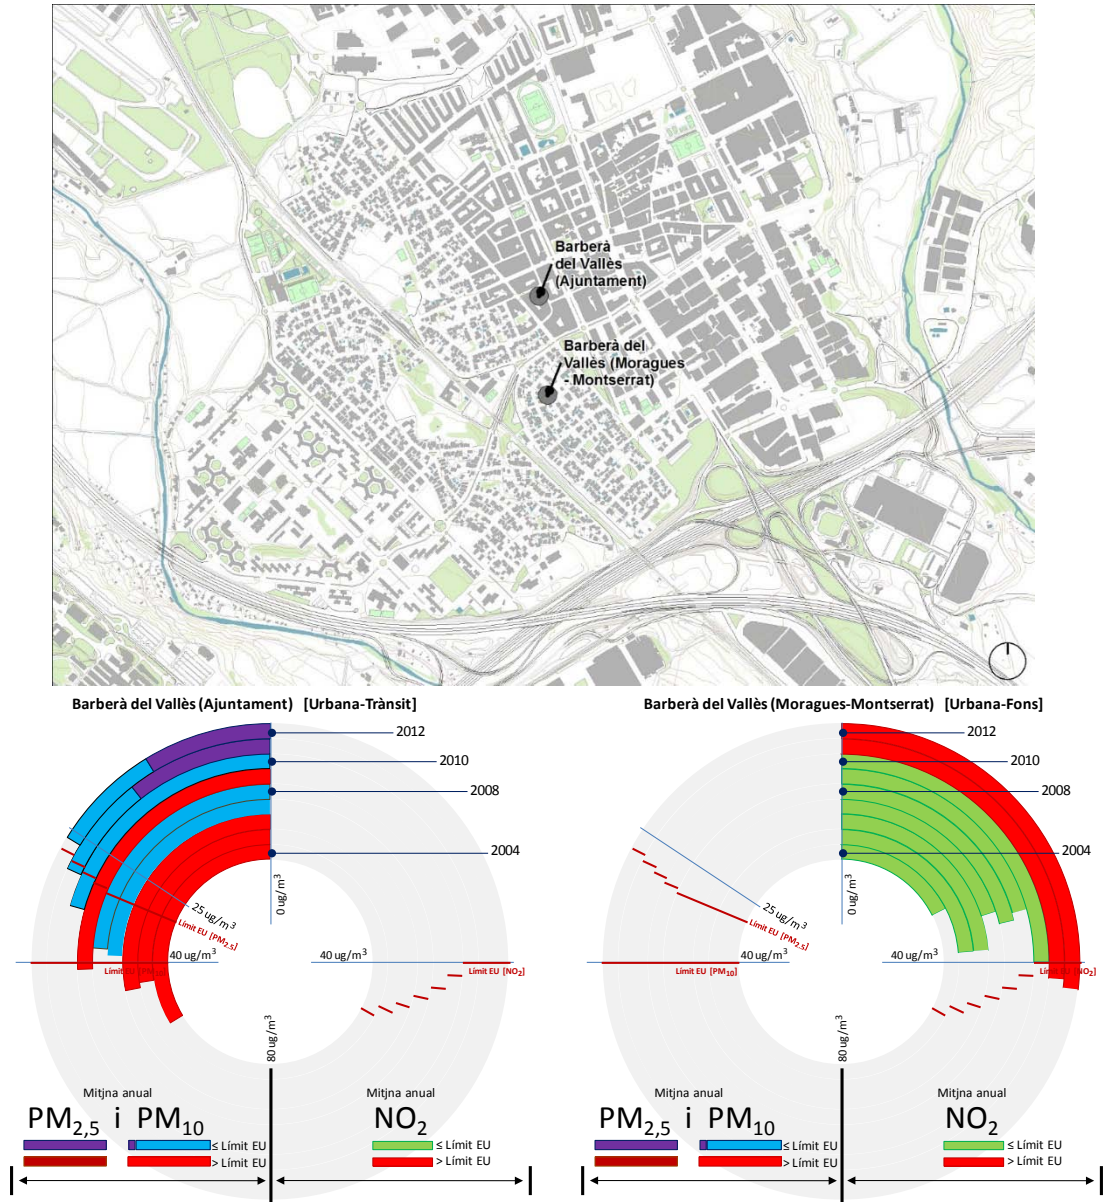 Barberà
del Vallès
(Ajuntament)
Barberà del
Vallès (Moragues
- Montserrat)
Barberà del Vallès (Ajuntament) [Urbana-Trànsit]
2012
2010
2008
2004
0 ug/m³
25 ug/m³
Límit EU [PM₂.₅]
40 ug/m³
Límit EU [PM₁₀]
40 ug/m³
Límit EU [NO₂]
80 ug/m³
Mitjna anual
PM₂,₅ i PM₁₀
≤ Límit EU
> Límit EU
Mitjna anual
NO₂
≤ Límit EU
> Límit EU
Barberà del Vallès (Moragues-Montserrat) [Urbana-Fons]
2012
2010
2008
2004
0 ug/m³
25 ug/m³
Límit EU [PM₂.₅]
40 ug/m³
Límit EU [PM₁₀]
40 ug/m³
Límit EU [NO₂]
80 ug/m³
Mitjna anual
PM₂,₅ i PM₁₀
≤ Límit EU
> Límit EU
Mitjna anual
NO₂
≤ Límit EU
> Límit EU